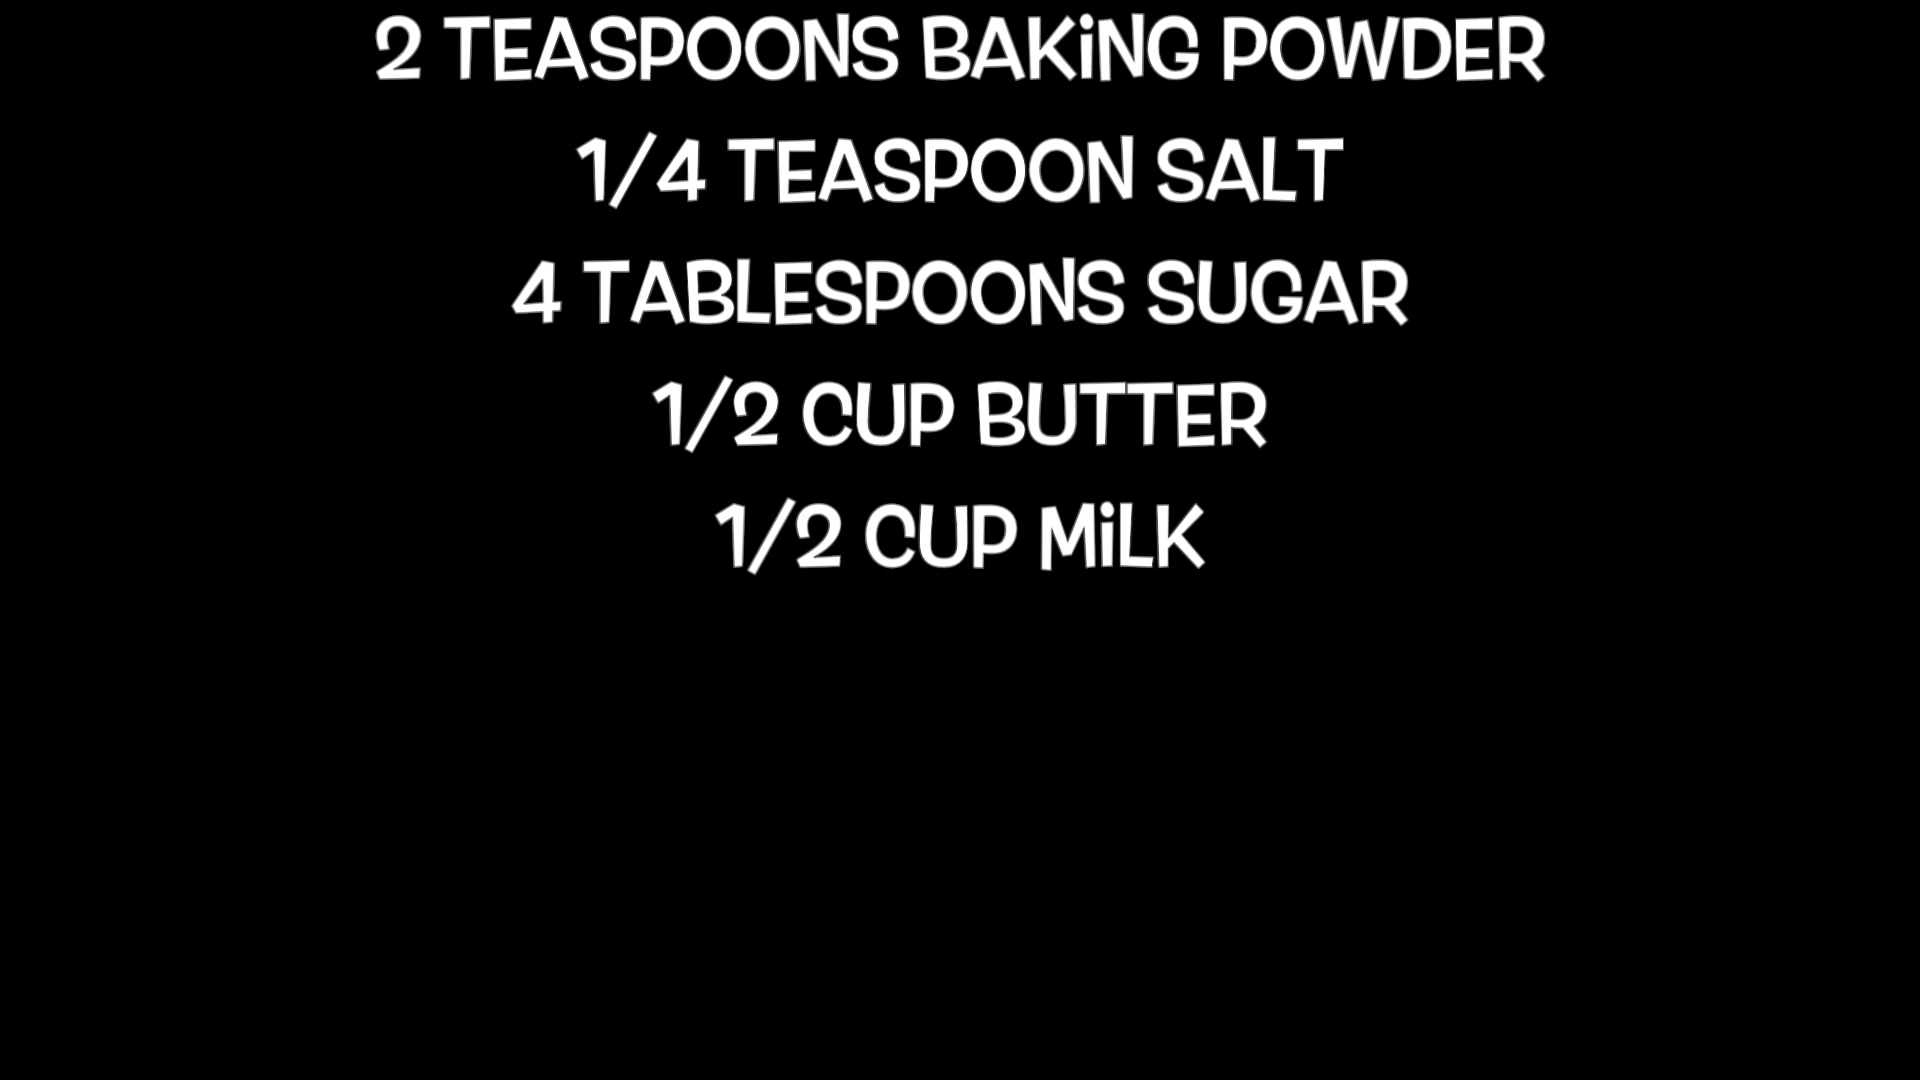 2 TEASPOONS BAKiNG POWDER
1/4 TEASPOON SALT
4 TABLESPOONS SUGAR
1/2 CUP BUTTER
1/2 CUP MiLK